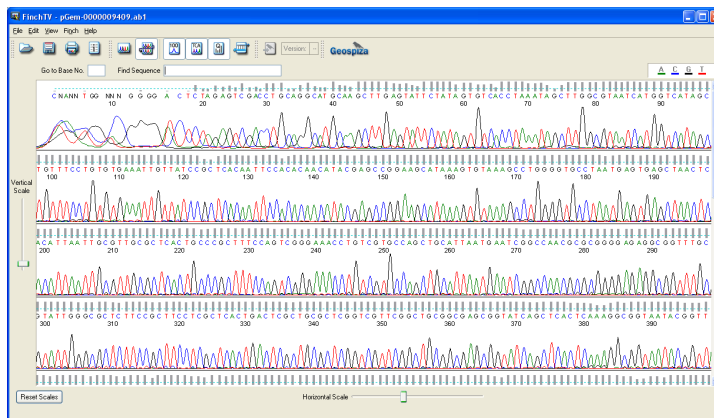 FinchTV - pGem-0000009409.ab1
File Edit View Finch Help
Version: -- Geospiza
Go to Base No. Find Sequence A C G T
CNANN TGG NNN G GGG A CTCTAGAGTCGACCTGCAGGCATGCAAGCTTGAGTATTCTATAGTGTCACCTAAATAGCTTGGCGTAATCATGGTCATAGC
10 20 30 40 50 60 70 80 90
TGTTTCCTGTGTGAAATTGTTATCCGCTCACAATTCCACACAACATACGAGCCGGAAGCATAAAGTGTAAAGCCTGGGGTGCCTAATGAGTGAGCTAACTC
100 110 120 130 140 150 160 170 180 190
Vertical
Scale
ACATTAATTGCGTTGCGCTCACTGCCCGCTTTCCAGTCGGGAAACCTGTCGTGCCAGCTGCATTAATGAATCGGCCAACGCGCGGGGAGAGGCGGTTTGC
200 210 220 230 240 250 260 270 280 290
GTATTGGGCGCTCTTCCGCTTCCTCGCTCACTGACTCGCTGCGCTCGGTCGTTCGGCTGCGGCGAGCGGTATCAGCTCACTCAAAGGCGGTAATACGGTT
300 310 320 330 340 350 360 370 380 390
Reset Scales Horizontal Scale